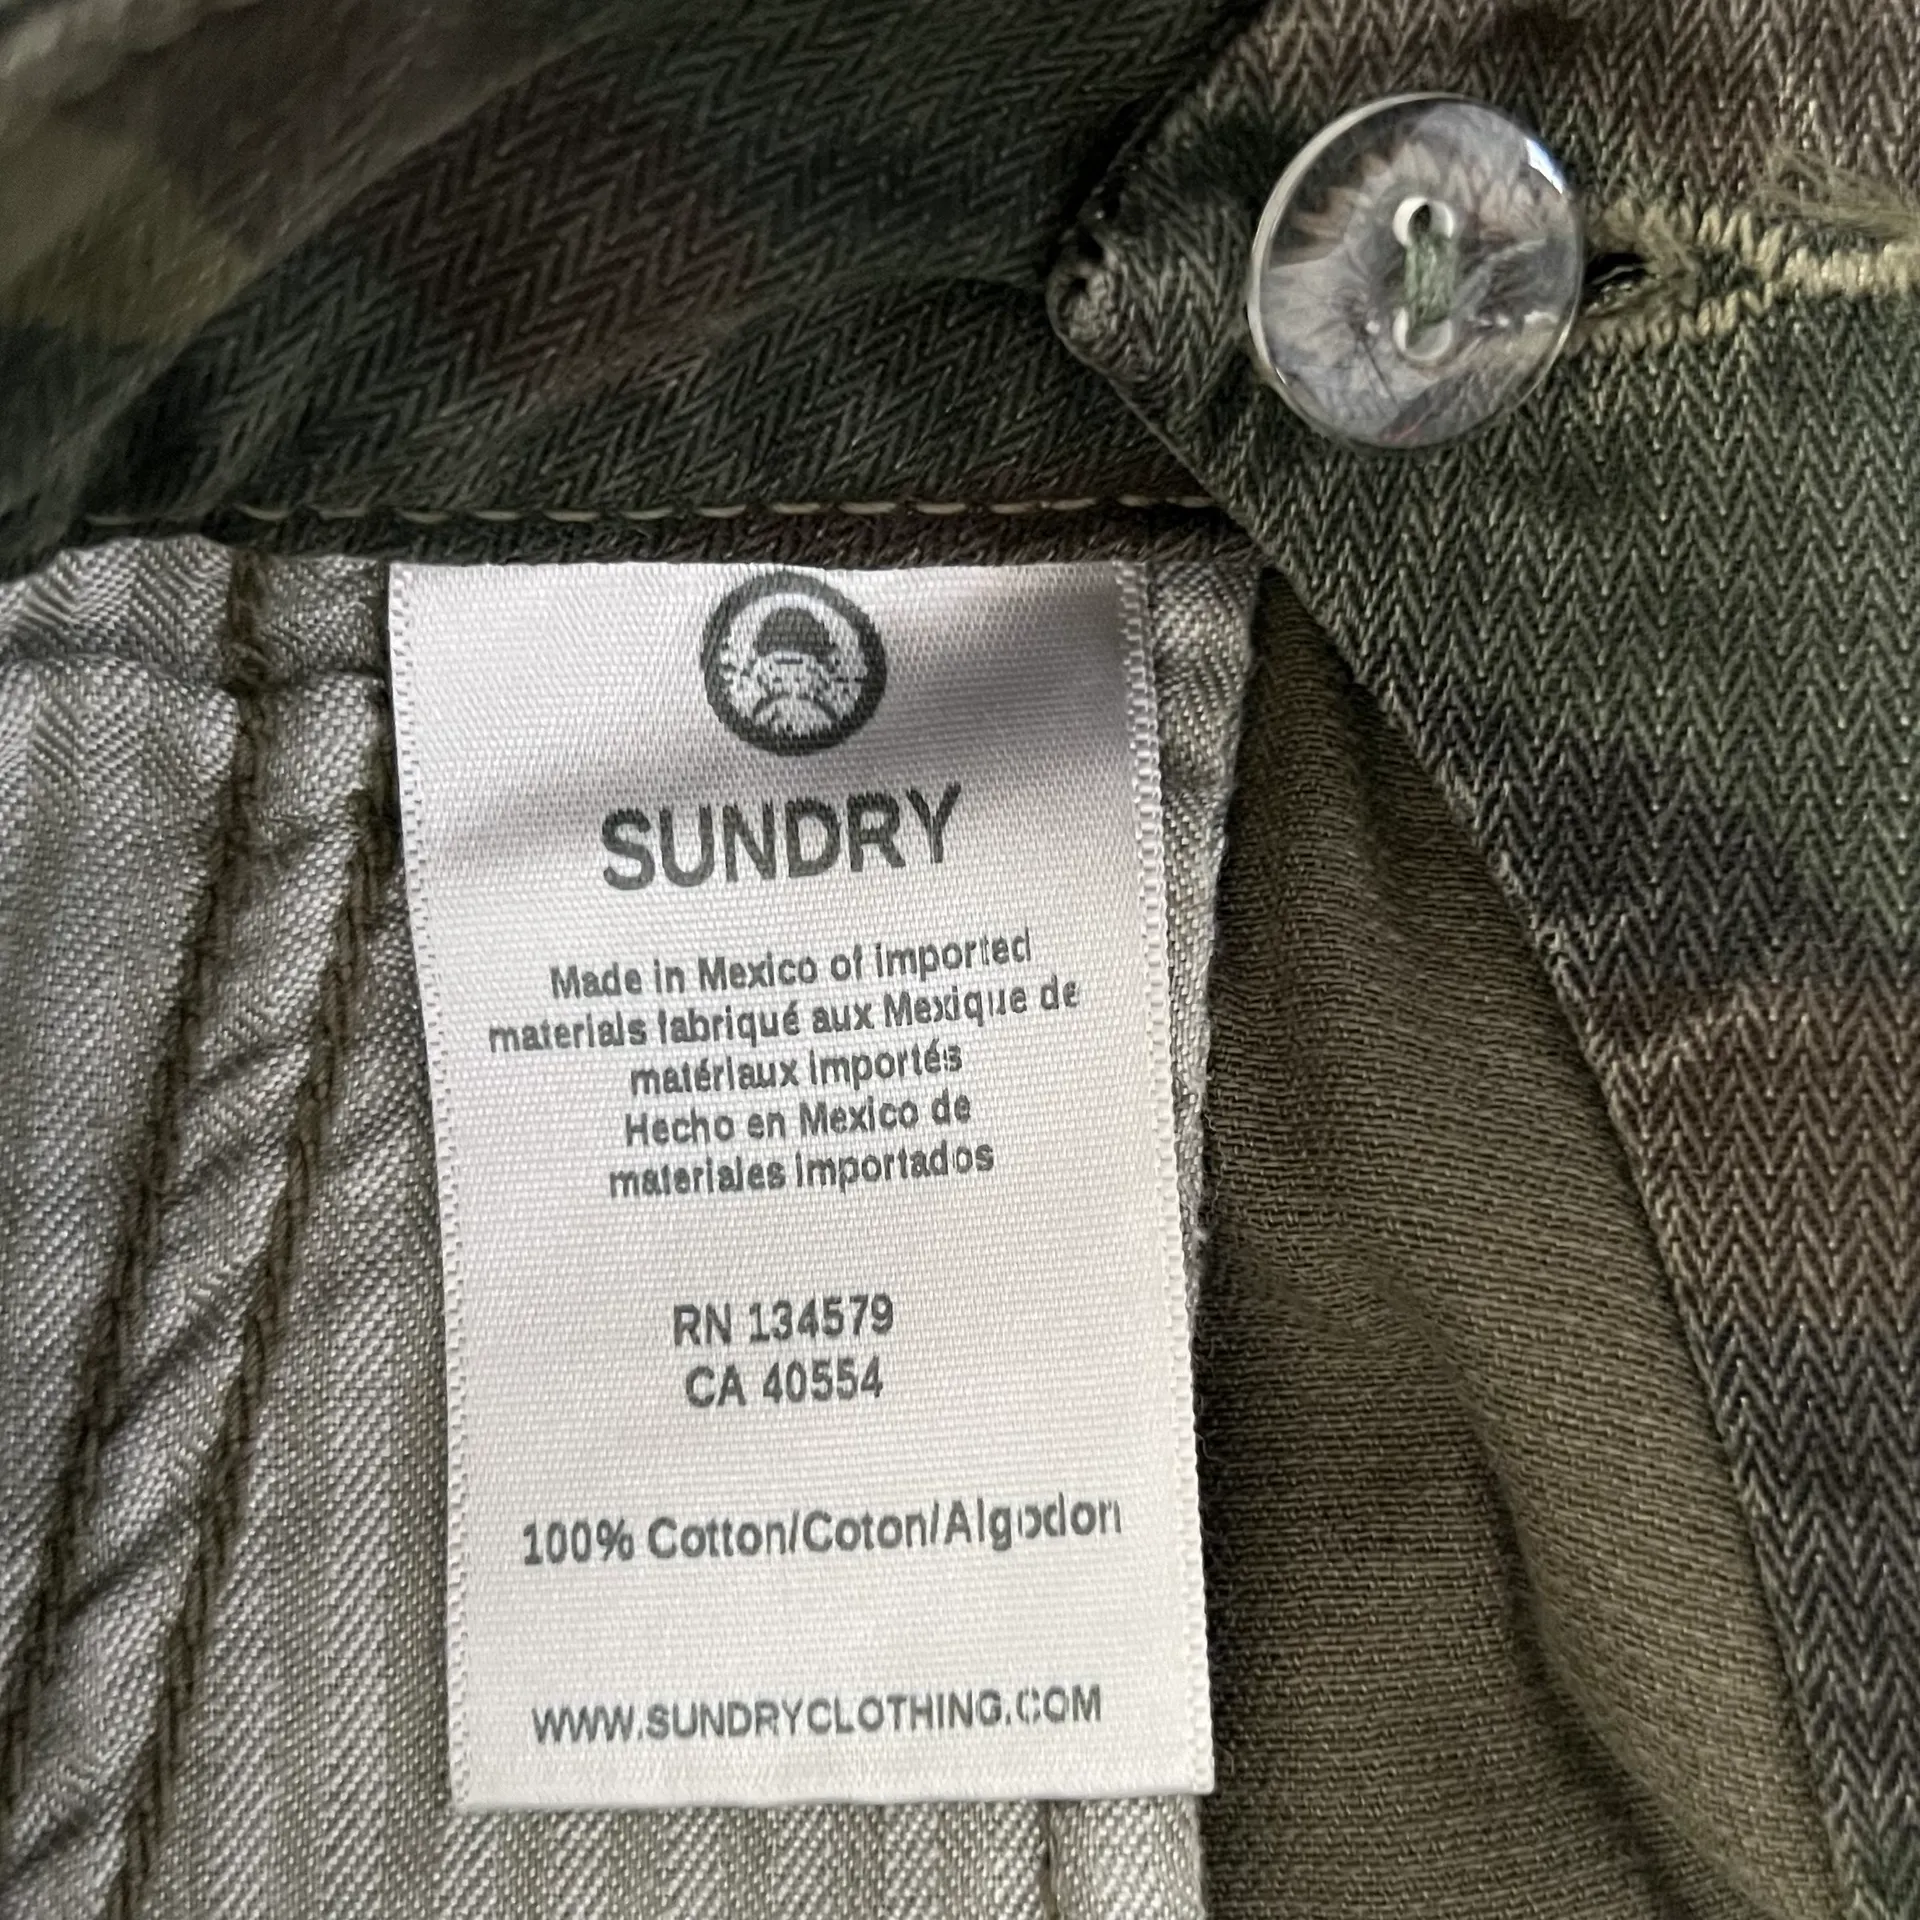 SUNDRY
Made in Mexico of imported
materials fabriqué aux Mexique de
matériaux importés
Hecho en Mexico de
materiales importados
RN 134579
CA 40554
100% Cotton/Coton/Algodon
WWW.SUNDRYCLOTHING.COM